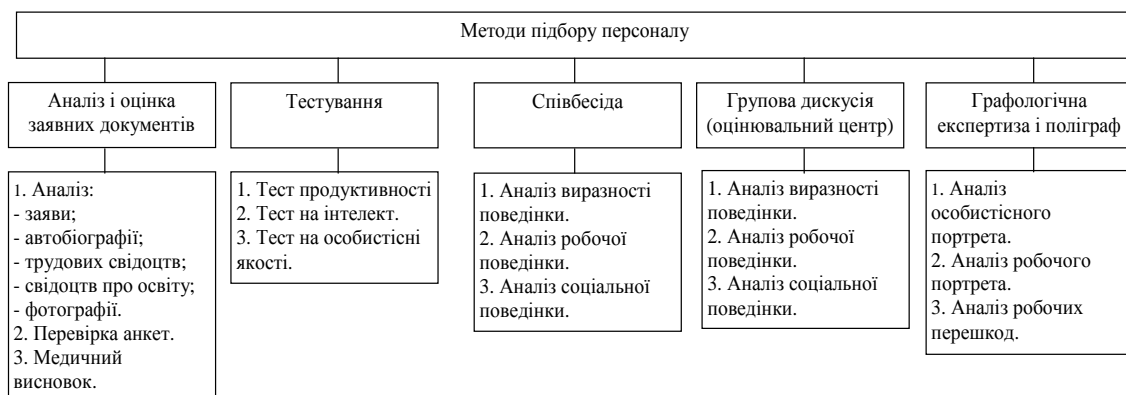 Методи підбору персоналу
Аналіз і оцінка
заявних документів
Тестування
Співбесіда
Групова дискусія
(оцінювальний центр)
Графологічна
експертиза і поліграф
1. Аналіз:
- заяви;
- автобіографії;
- трудових свідоцтв;
- свідоцтв про освіту;
- фотографії.
2. Перевірка анкет.
3. Медичний
висновок.
1. Тест продуктивності
2. Тест на інтелект.
3. Тест на особистісні
якості.
1. Аналіз виразності
поведінки.
2. Аналіз робочої
поведінки.
3. Аналіз соціальної
поведінки.
1. Аналіз виразності
поведінки.
2. Аналіз робочої
поведінки.
3. Аналіз соціальної
поведінки.
1. Аналіз
особистісного
портрета.
2. Аналіз робочого
портрета.
3. Аналіз робочих
перешкод.